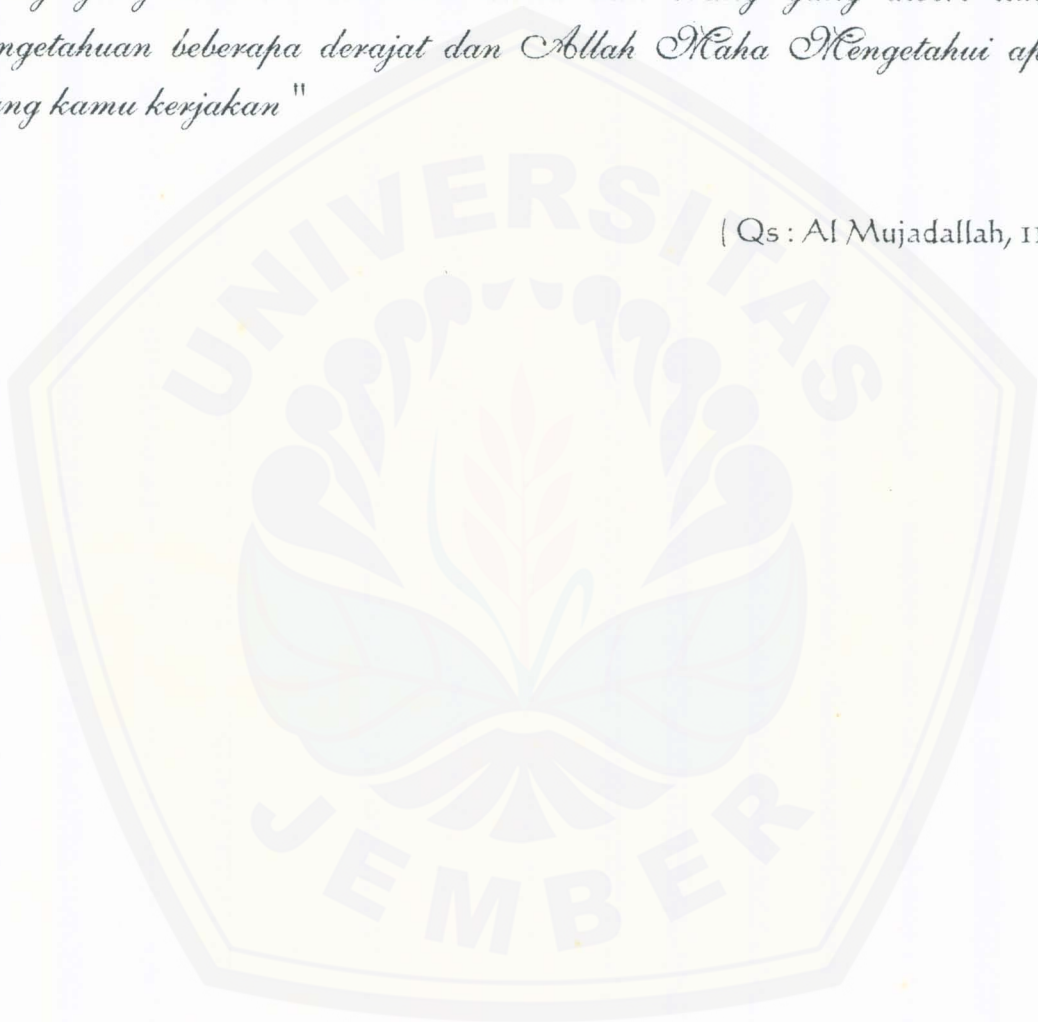 ngetahuan beberapa derajat dan Allah Maha Mengetahui ap
ng kamu kerjakan "
( Qs : Al Mujadallah, 11
UNIVERSITAS
JEMBER